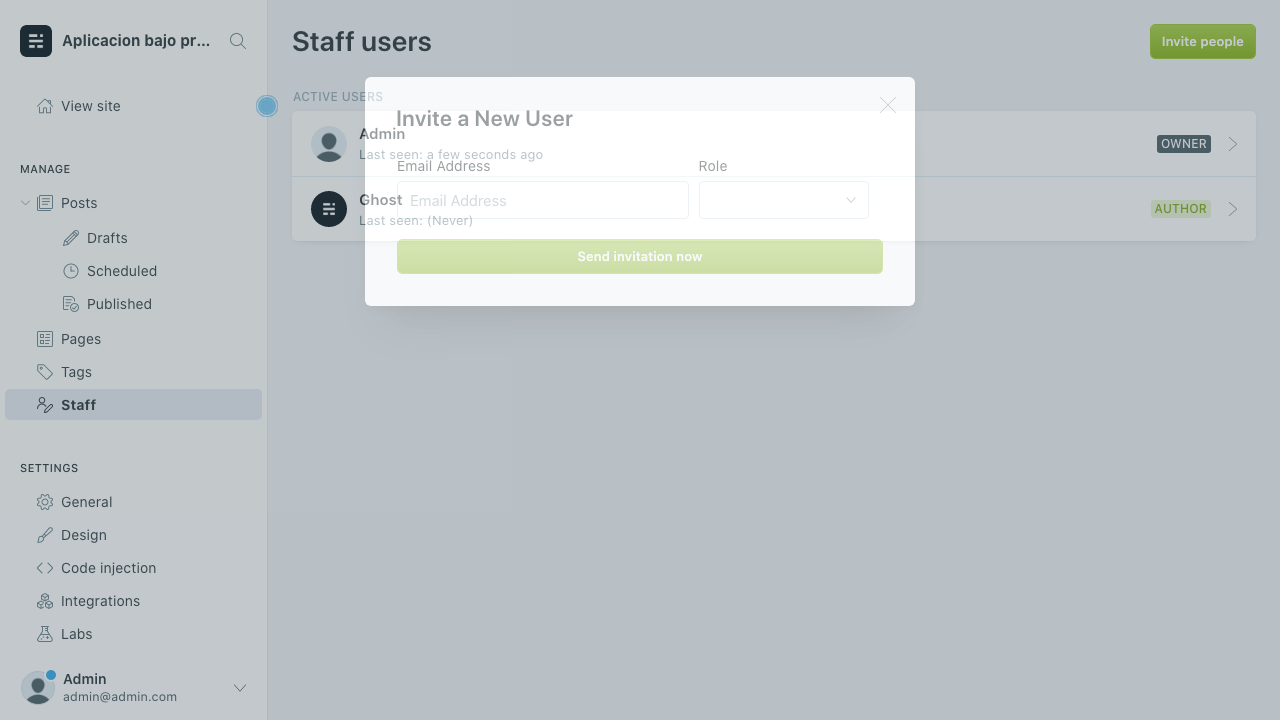 Aplicacion bajo pr...
View site
MANAGE
Posts
Drafts
Scheduled
Published
Pages
Tags
Staff
SETTINGS
General
Design
Code injection
Integrations
Labs
Admin
admin@admin.com
Staff users
Invite people
ACTIVE USERS
Admin
Last seen: a few seconds ago
OWNER
Ghost
Last seen: (Never)
AUTHOR
Invite a New User
Email Address
Role
Email Address
Send invitation now